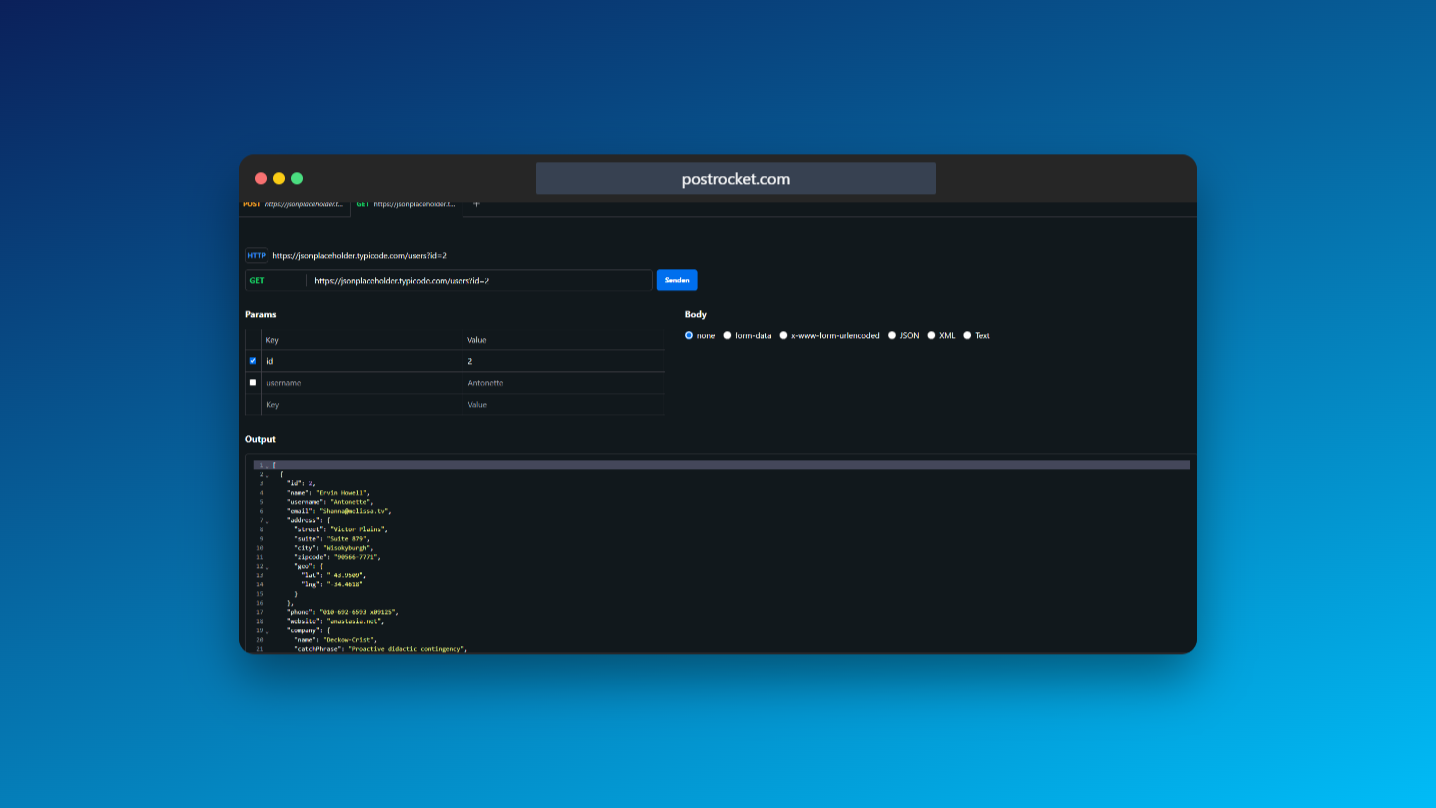 postrocket.com
POST https://jsonplaceholder.t... GET https://jsonplaceholder.t... +
HTTP https://jsonplaceholder.typicode.com/users?id=2
GET https://jsonplaceholder.typicode.com/users?id=2 Senden
Params
Key Value
id 2
username Antonette
Key Value
Body
none form-data x-www-form-urlencoded JSON XML Text
Output
1 [
2 {
3 "id": 2,
4 "name": "Ervin Howell",
5 "username": "Antonette",
6 "email": "Shanna@melissa.tv",
7 "address": {
8 "street": "Victor Plains",
9 "suite": "Suite 879",
10 "city": "Wisokyburgh",
11 "zipcode": "90566-7771",
12 "geo": {
13 "lat": "-43.9509",
14 "lng": "-34.4618"
15 }
16 },
17 "phone": "010-692-6593 x09125",
18 "website": "anastasia.net",
19 "company": {
20 "name": "Deckow-Crist",
21 "catchPhrase": "Proactive didactic contingency",